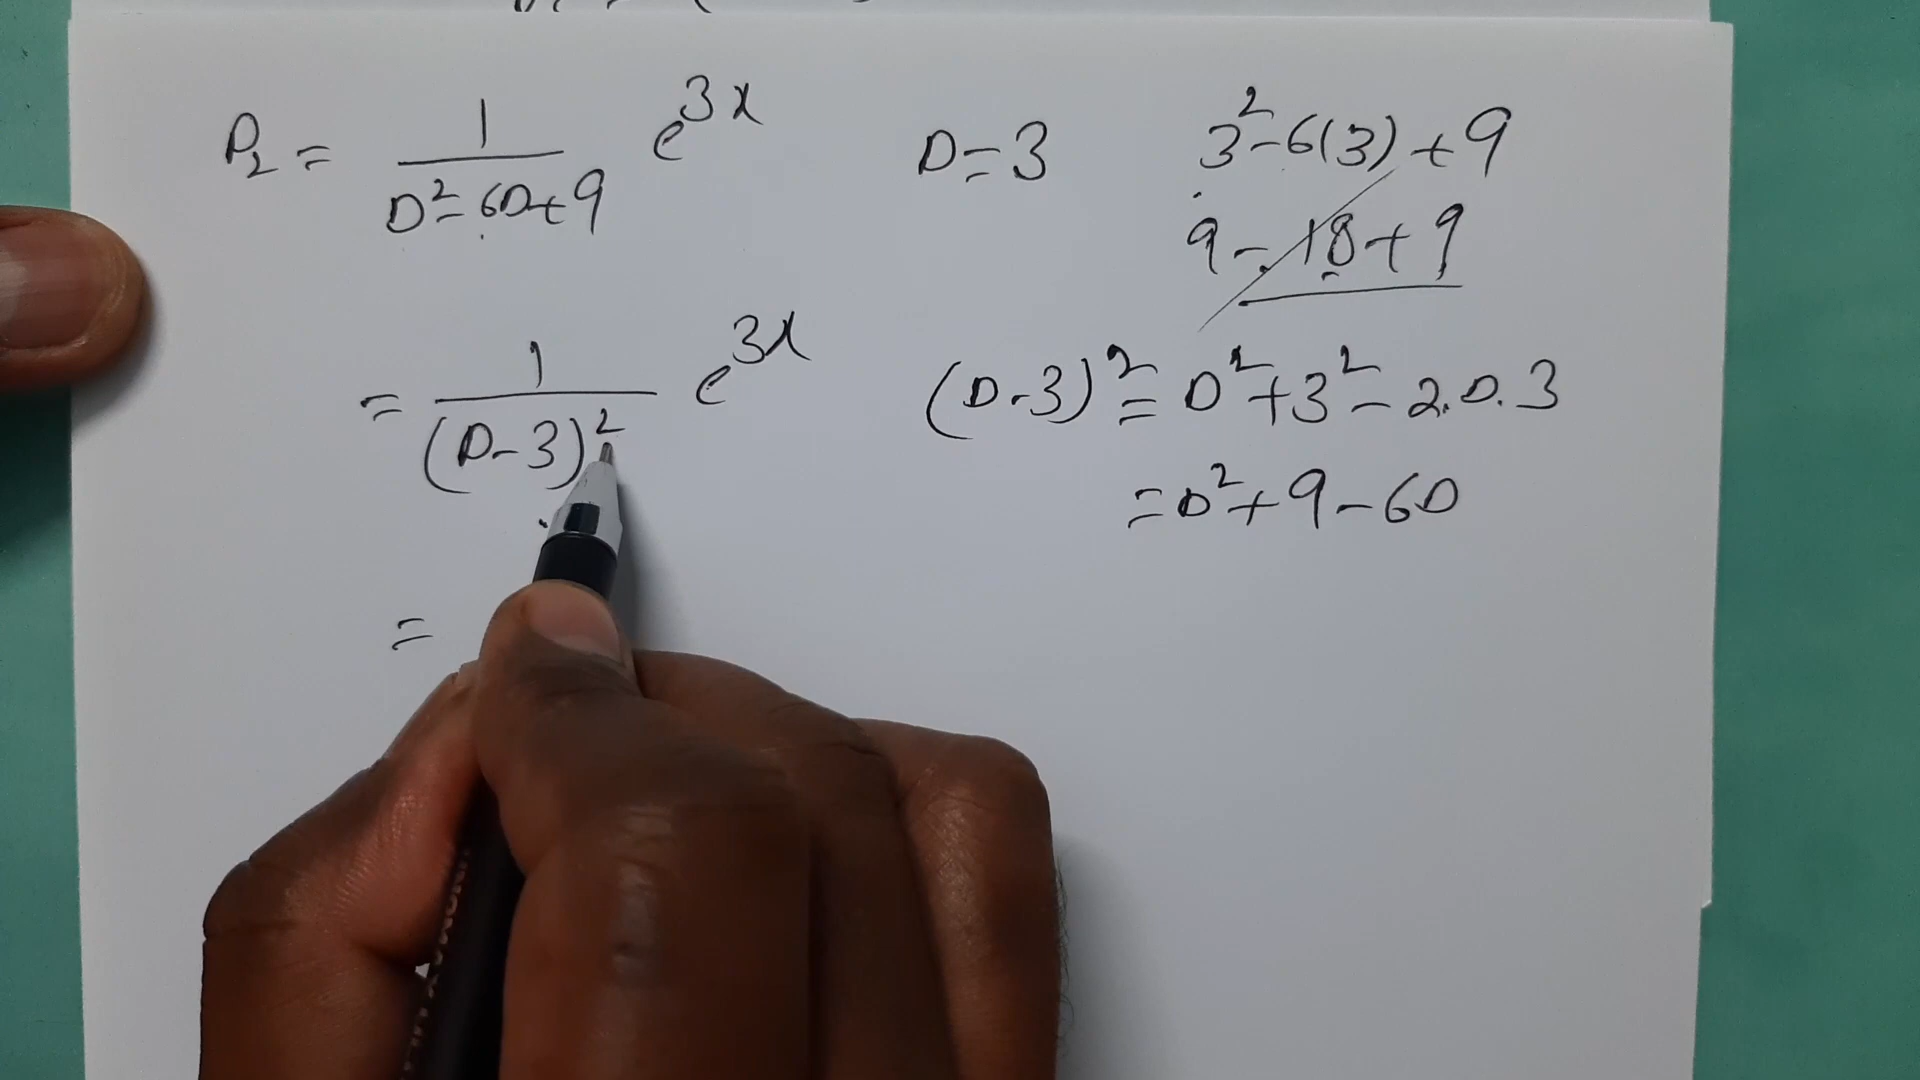 P₂ = 1/(D² - 6D + 9) e^{3x}
D = 3
3² - 6(3) + 9
9 - 18 + 9
= 1/(D - 3)² e^{3x}
(D - 3)² = D² + 3² - 2.D.3
= D² + 9 - 6D
=